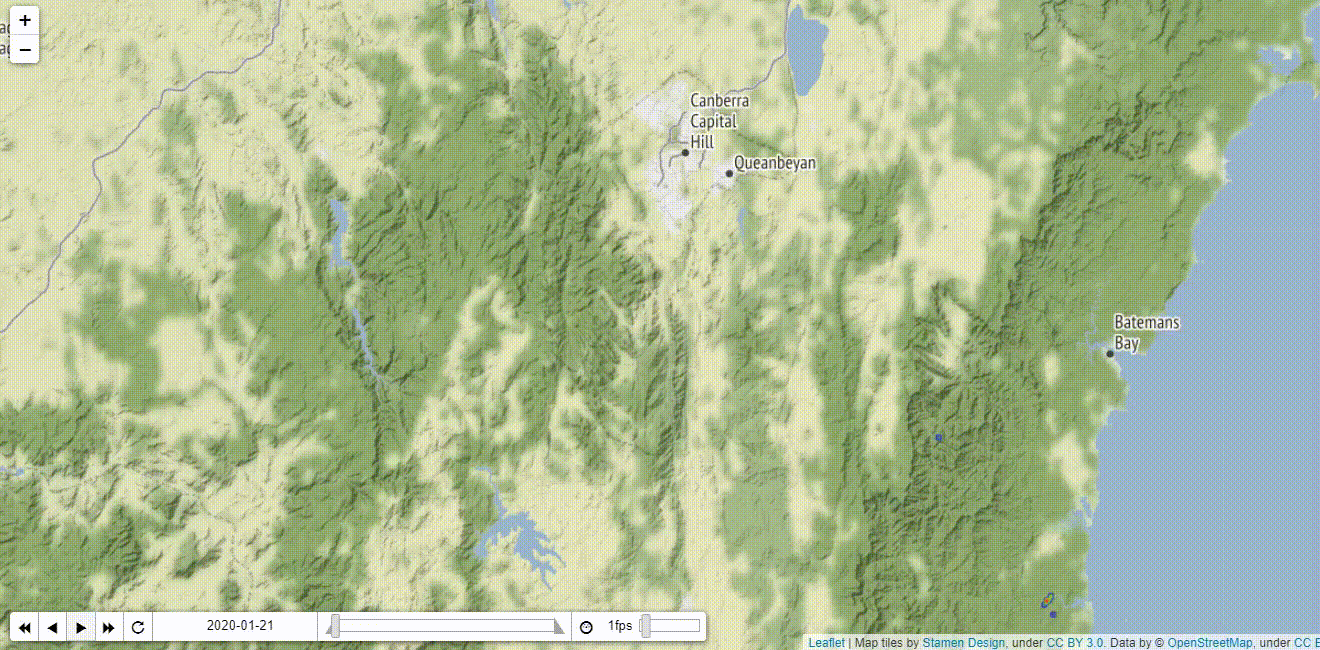 +
−
Canberra
Capital
Hill
Queanbeyan
Batemans
Bay
2020-01-21
1fps
Leaflet | Map tiles by Stamen Design, under CC BY 3.0. Data by © OpenStreetMap, under CC